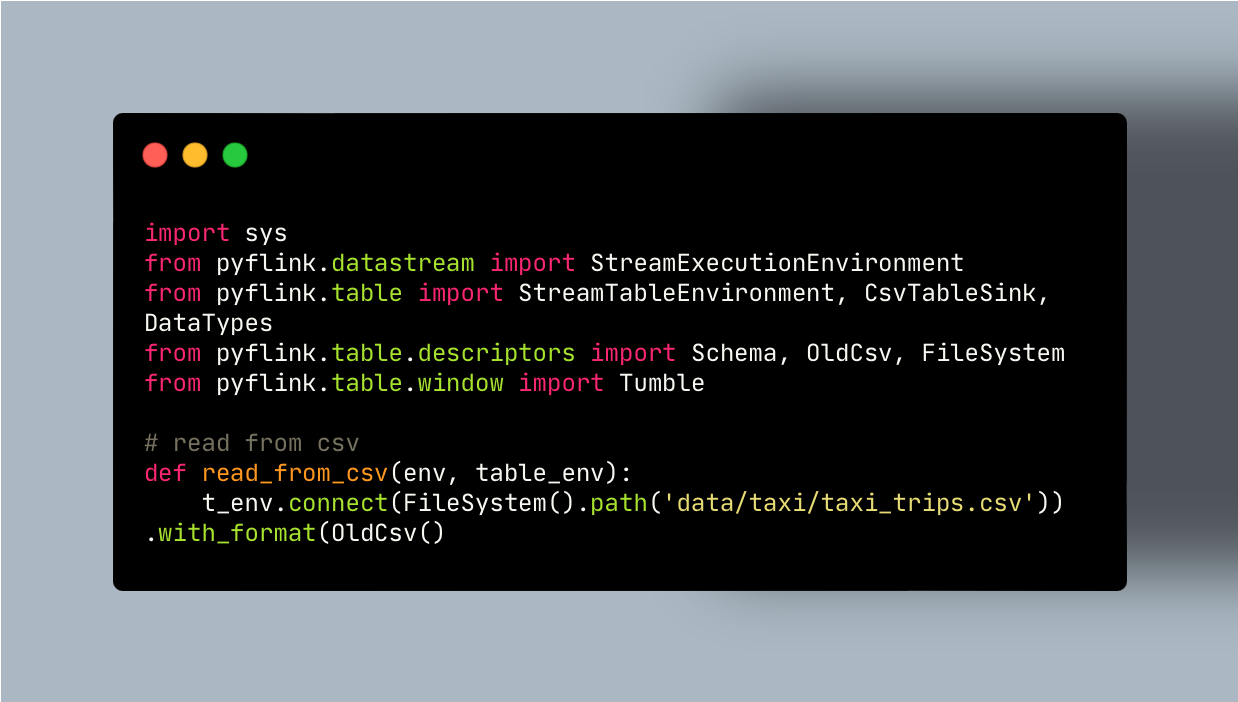 import sys
from pyflink.datastream import StreamExecutionEnvironment
from pyflink.table import StreamTableEnvironment, CsvTableSink,
DataTypes
from pyflink.table.descriptors import Schema, OldCsv, FileSystem
from pyflink.table.window import Tumble

# read from csv
def read_from_csv(env, table_env):
    t_env.connect(FileSystem().path('data/taxi/taxi_trips.csv'))
.with_format(OldCsv()